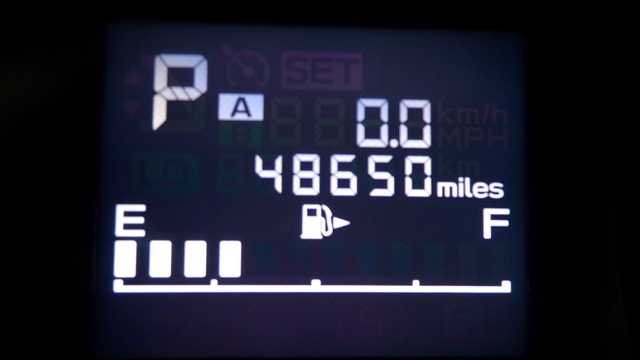 SET
P
A
0.0
km/h
MPH
48650 miles
E F